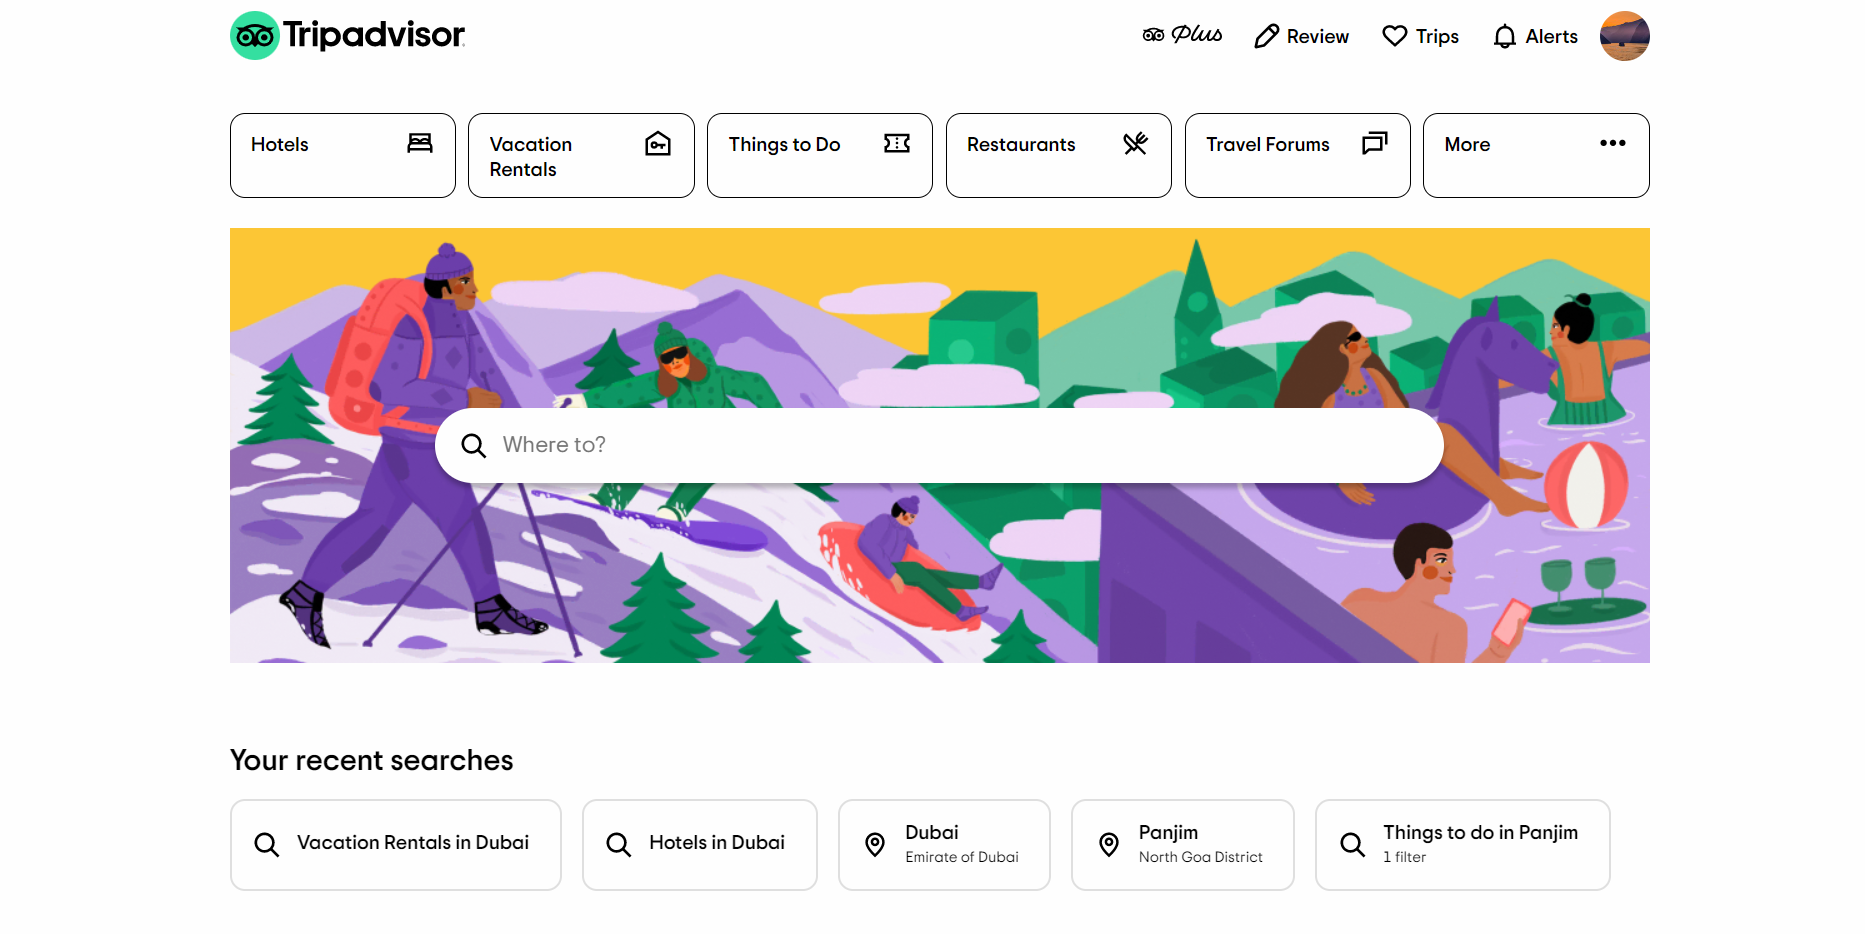 Tripadvisor
Plus
Review
Trips
Alerts
Hotels
Vacation
Rentals
Things to Do
Restaurants
Travel Forums
More
Where to?
Your recent searches
Vacation Rentals in Dubai
Hotels in Dubai
Dubai
Emirate of Dubai
Panjim
North Goa District
Things to do in Panjim
1 filter